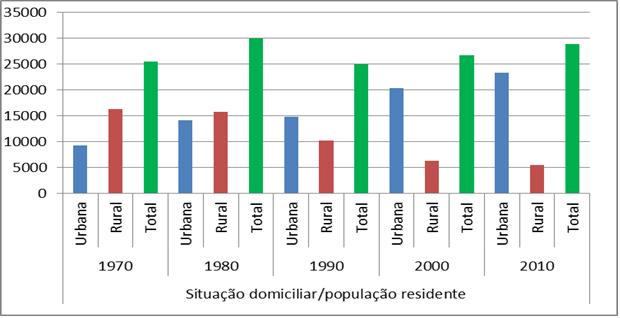 35000
30000
25000
20000
15000
10000
5000
0
Urbana Rural Total Urbana Rural Total Urbana Rural Total Urbana Rural Total Urbana Rural Total
1970 1980 1990 2000 2010
Situação domiciliar/população residente